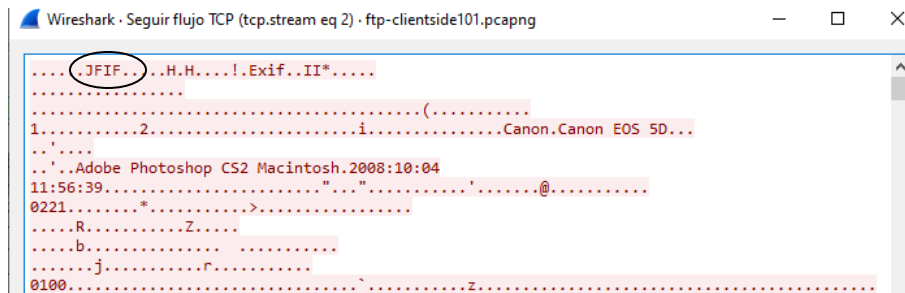 Wireshark · Seguir flujo TCP (tcp.stream eq 2) · ftp-clientside101.pcapng
......JFIF.....H.H....!.Exif..II*.....
.................
...........................................(...........
1...........2.......................i...............Canon.Canon EOS 5D...
..'....
..'..Adobe Photoshop CS2 Macintosh.2008:10:04
11:56:39........................"..."...........'.......@...........
0221........*...........>.................
.....R...........Z.....
.....b............... ...........
.......j...........r...........
0100................................`...........z.............................................